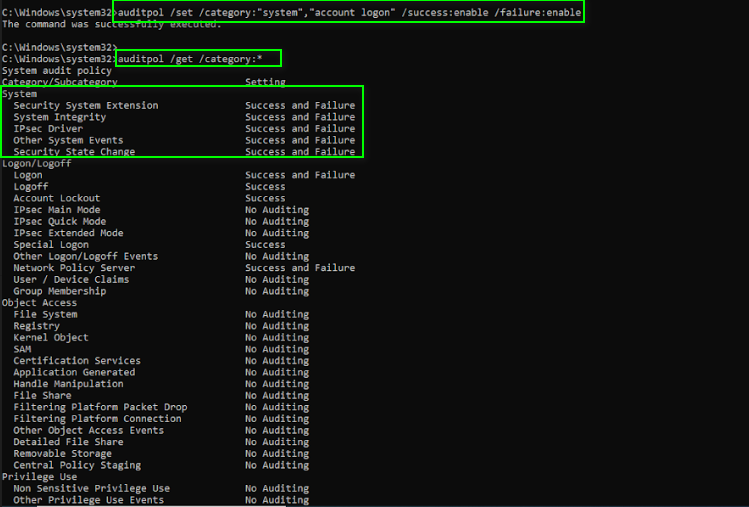 C:\Windows\system32>auditpol /set /category:"system","account logon" /success:enable /failure:enable
The command was successfully executed.
C:\Windows\system32>
C:\Windows\system32>auditpol /get /category:*
System audit policy
Category/Subcategory                      Setting
System
  Security System Extension               Success and Failure
  System Integrity                        Success and Failure
  IPsec Driver                            Success and Failure
  Other System Events                     Success and Failure
  Security State Change                   Success and Failure
Logon/Logoff
  Logon                                   Success and Failure
  Logoff                                  Success
  Account Lockout                         Success
  IPsec Main Mode                         No Auditing
  IPsec Quick Mode                        No Auditing
  IPsec Extended Mode                     No Auditing
  Special Logon                           Success
  Other Logon/Logoff Events               No Auditing
  Network Policy Server                   Success and Failure
  User / Device Claims                    No Auditing
  Group Membership                        No Auditing
Object Access
  File System                             No Auditing
  Registry                                No Auditing
  Kernel Object                           No Auditing
  SAM                                     No Auditing
  Certification Services                  No Auditing
  Application Generated                   No Auditing
  Handle Manipulation                     No Auditing
  File Share                              No Auditing
  Filtering Platform Packet Drop          No Auditing
  Filtering Platform Connection           No Auditing
  Other Object Access Events              No Auditing
  Detailed File Share                     No Auditing
  Removable Storage                       No Auditing
  Central Policy Staging                  No Auditing
Privilege Use
  Non Sensitive Privilege Use             No Auditing
  Other Privilege Use Events              No Auditing